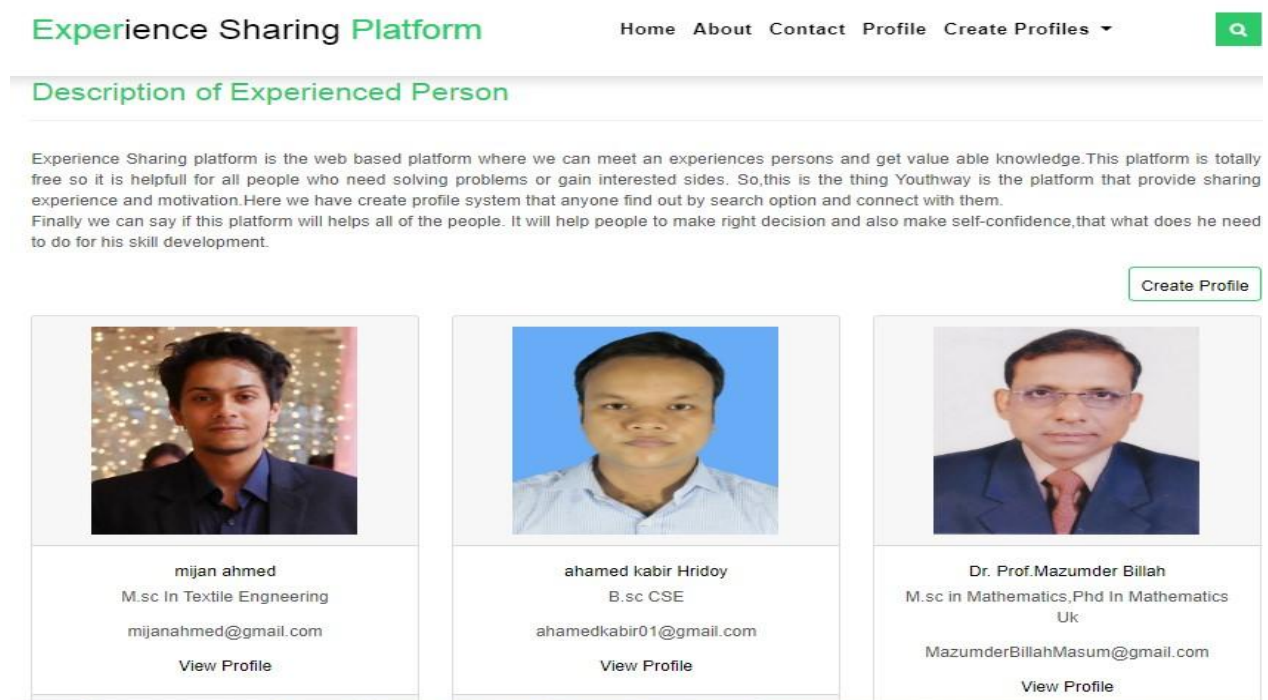 Experience Sharing Platform
Home About Contact Profile Create Profiles
Description of Experienced Person
Experience Sharing platform is the web based platform where we can meet an experiences persons and get value able knowledge.This platform is totally
free so it is helpfull for all people who need solving problems or gain interested sides. So,this is the thing Youthway is the platform that provide sharing
experience and motivation.Here we have create profile system that anyone find out by search option and connect with them.
Finally we can say if this platform will helps all of the people. It will help people to make right decision and also make self-confidence,that what does he need
to do for his skill development.
Create Profile
mijan ahmed
M.sc In Textile Engneering
mijanahmed@gmail.com
View Profile
ahamed kabir Hridoy
B.sc CSE
ahamedkabir01@gmail.com
View Profile
Dr. Prof.Mazumder Billah
M.sc in Mathematics,Phd In Mathematics
Uk
MazumderBillahMasum@gmail.com
View Profile